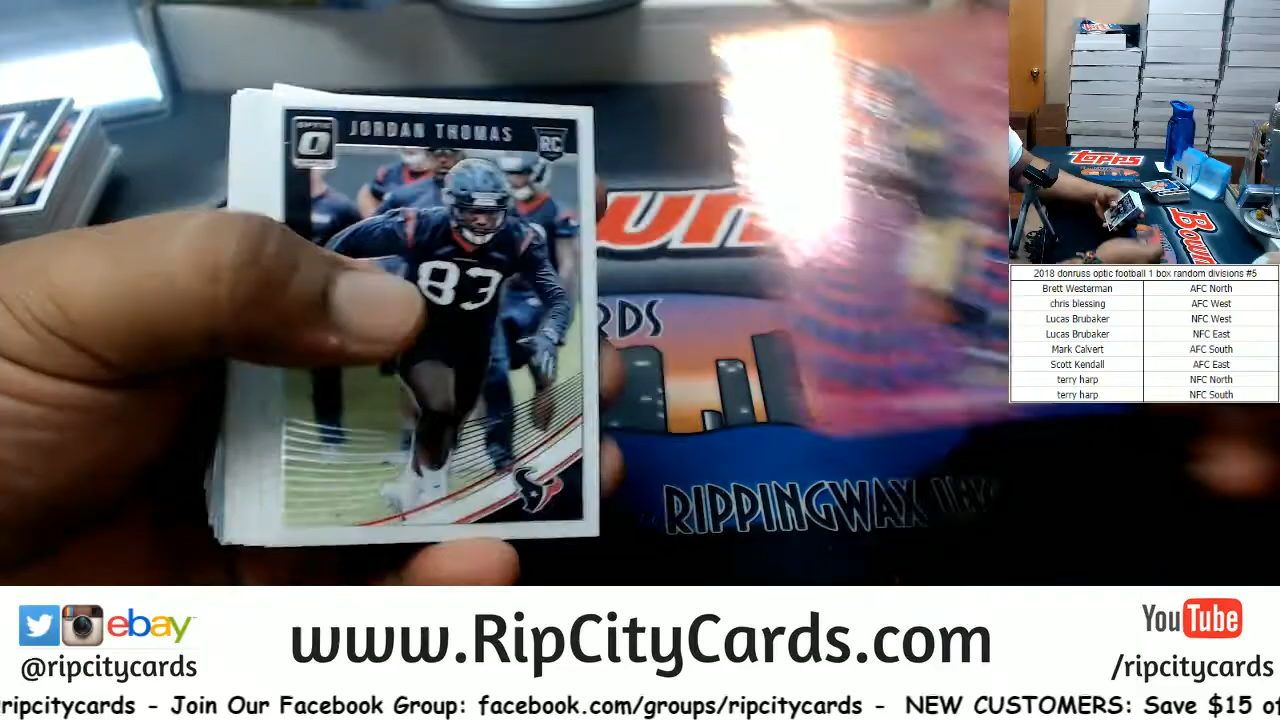 OPTIC
O
JORDAN THOMAS
RC
83
RDS
RIPPINGWAX
topps
2018 donruss optic football 1 box random divisions #5
Brett Westerman AFC North
chris blessing AFC West
Lucas Brubaker NFC West
Lucas Brubaker NFC East
Mark Calvert AFC South
Scott Kendall AFC East
terry harp NFC North
terry harp NFC South
ebay
@ripcitycards
www.RipCityCards.com
YouTube
/ripcitycards
ripcitycards - Join Our Facebook Group: facebook.com/groups/ripcitycards - NEW CUSTOMERS: Save $15 of